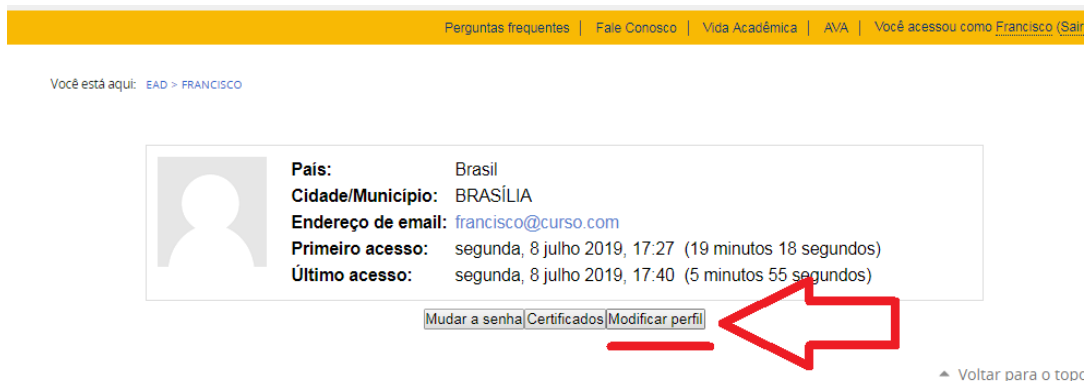 Perguntas frequentes | Fale Conosco | Vida Acadêmica | AVA | Você acessou como Francisco (Sair
Você está aqui: EAD > FRANCISCO
País: Brasil
Cidade/Município: BRASÍLIA
Endereço de email: francisco@curso.com
Primeiro acesso: segunda, 8 julho 2019, 17:27 (19 minutos 18 segundos)
Último acesso: segunda, 8 julho 2019, 17:40 (5 minutos 55 segundos)
Mudar a senha Certificados Modificar perfil
Voltar para o topo